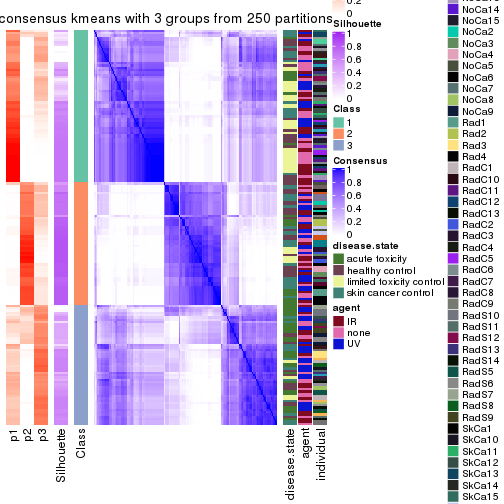 consensus kmeans with 3 groups from 250 partitions
p1
p2
p3
Silhouette
Class
disease.state
agent
individual
0.2
0
Silhouette
1
0.8
0.6
0.4
0.2
0
Class
1
2
3
Consensus
1
0.8
0.6
0.4
0.2
0
disease.state
acute toxicity
healthy control
limited toxicity control
skin cancer control
agent
IR
none
UV
NoCa14
NoCa15
NoCa2
NoCa3
NoCa4
NoCa5
NoCa6
NoCa7
NoCa8
NoCa9
Rad1
Rad2
Rad3
Rad4
RadC1
RadC10
RadC11
RadC12
RadC13
RadC2
RadC3
RadC4
RadC5
RadC6
RadC7
RadC8
RadC9
RadS10
RadS11
RadS12
RadS13
RadS14
RadS5
RadS6
RadS7
RadS8
RadS9
SkCa1
SkCa10
SkCa11
SkCa12
SkCa13
SkCa14
SkCa15